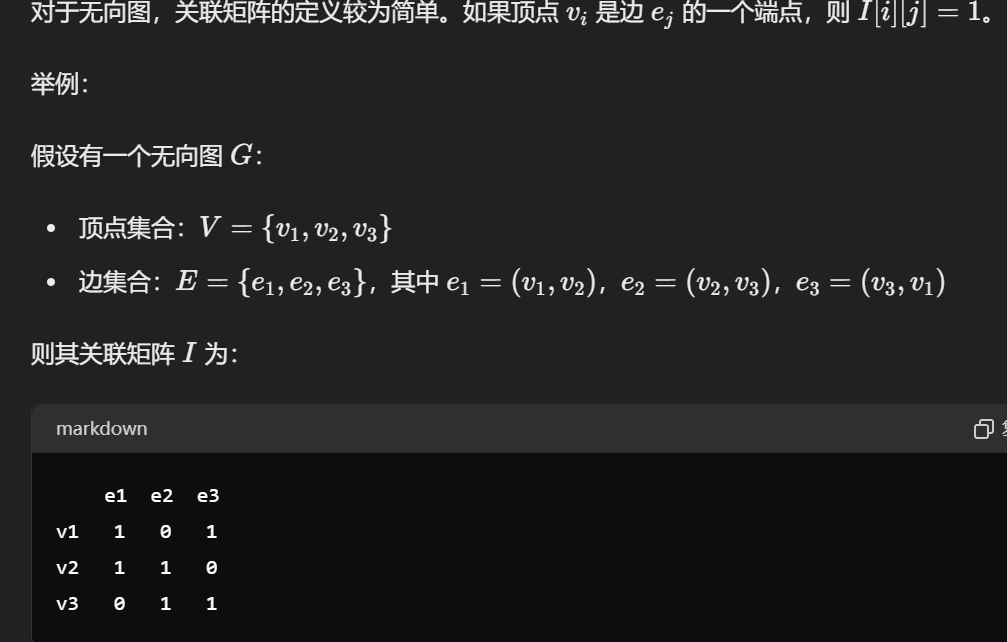 对于无向图，关联矩阵的定义较为简单。如果顶点 v_i 是边 e_j 的一个端点，则 I[i][j] = 1。
举例：
假设有一个无向图 G：
• 顶点集合：V = {v_1, v_2, v_3}
• 边集合：E = {e_1, e_2, e_3}，其中 e_1 = (v_1, v_2)，e_2 = (v_2, v_3)，e_3 = (v_3, v_1)
则其关联矩阵 I 为：
markdown
e1 e2 e3
v1 1 0 1
v2 1 1 0
v3 0 1 1